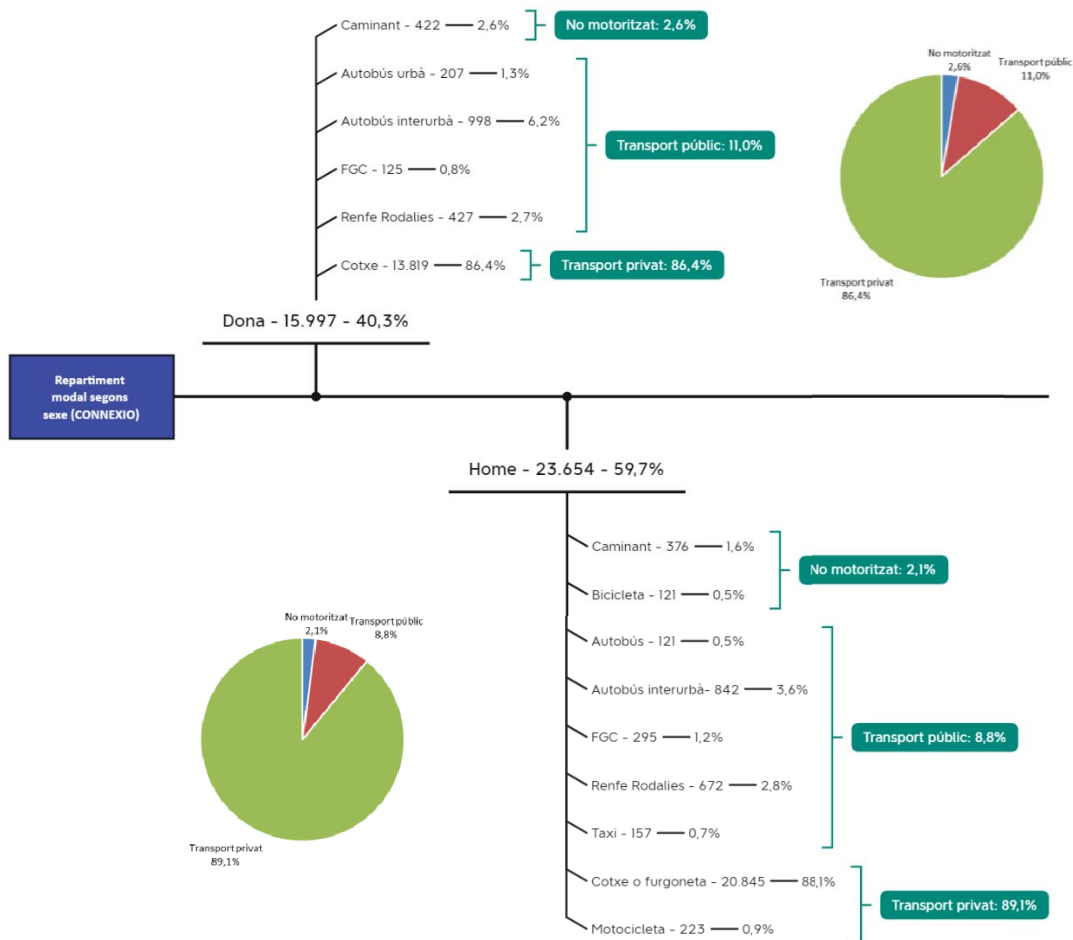 Caminant - 422 2,6% No motoritzat: 2,6%
Autobús urbà - 207 1,3%
Autobús interurbà - 998 6,2%
Transport públic: 11,0%
FGC - 125 0,8%
Renfe Rodalies - 427 2,7%
Cotxe - 13.819 86,4% Transport privat: 86,4%
No motoritzat
2,6%
Transport públic
11,0%
Transport privat
86,4%
Dona - 15.997 - 40,3%
Repartiment
modal segons
sexe (CONNEXIO)
Home - 23.654 - 59,7%
Caminant - 376 1,6%
No motoritzat: 2,1%
Bicicleta - 121 0,5%
Autobús - 121 0,5%
Autobús interurbà- 842 3,6%
FGC - 295 1,2%
Transport públic: 8,8%
Renfe Rodalies - 672 2,8%
Taxi - 157 0,7%
Cotxe o furgoneta - 20.845 88,1%
Transport privat: 89,1%
Motocicleta - 223 0,9%
No motoritzat
2,1%
Transport públic
8,8%
Transport privat
89,1%